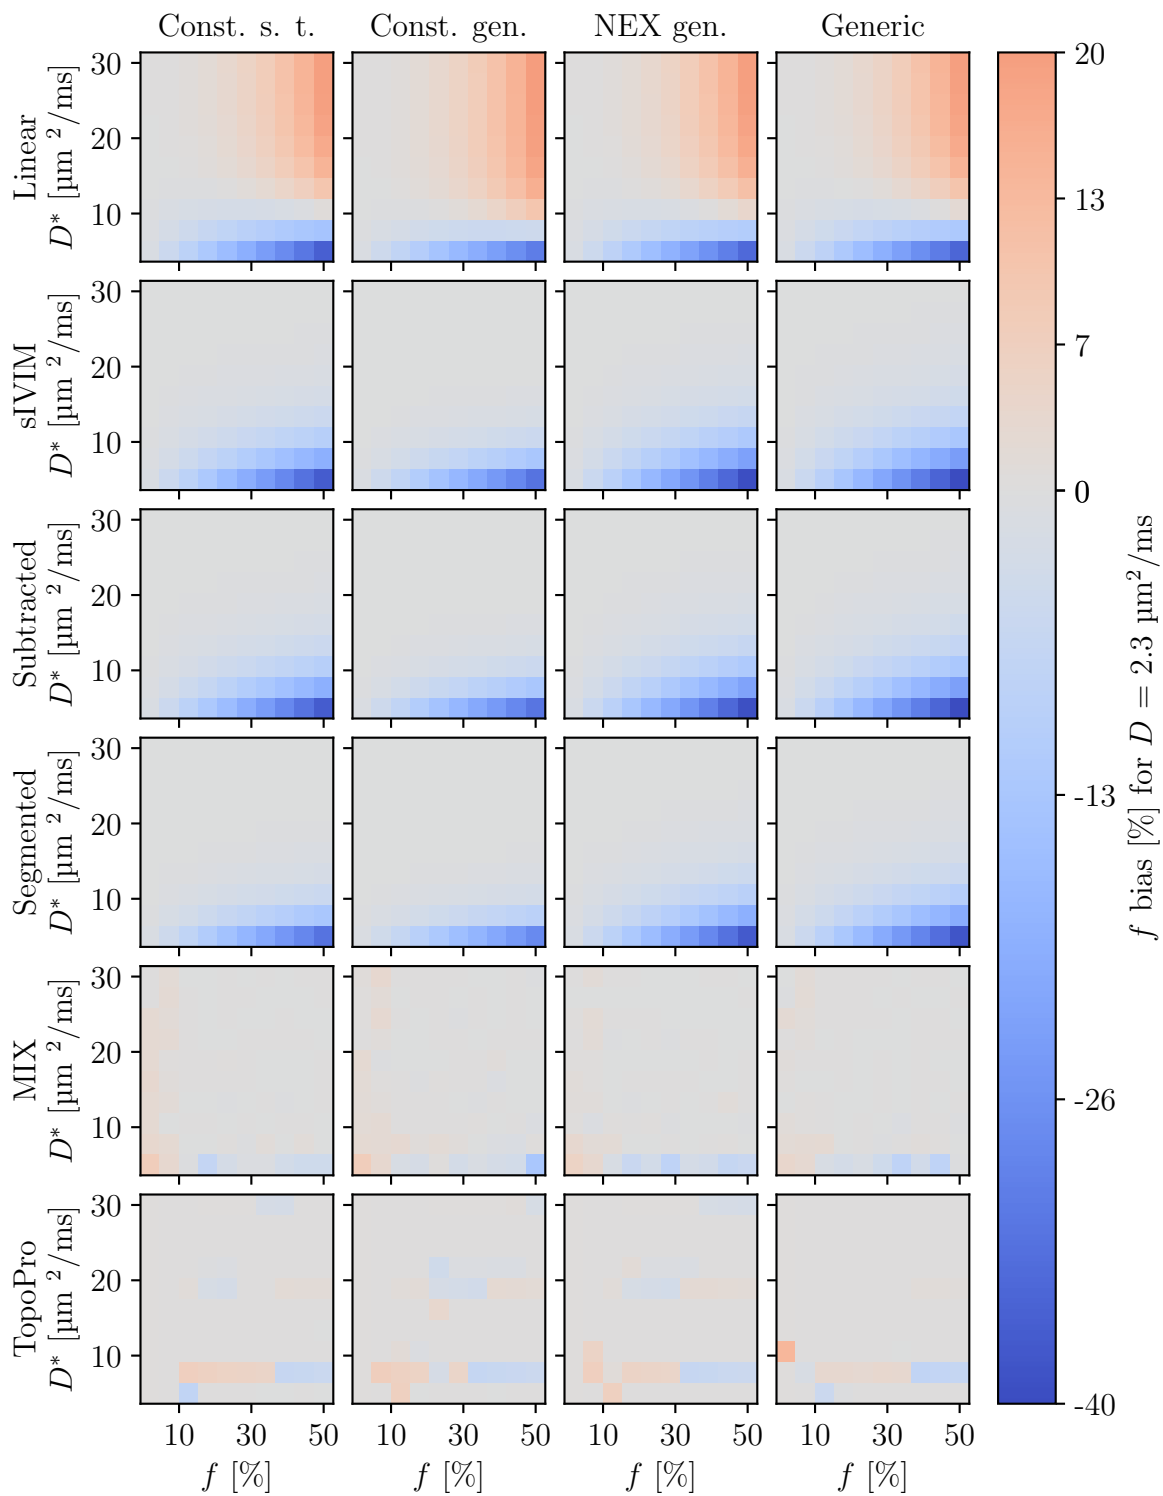 Const. s. t.
Const. gen.
NEX gen.
Generic
Linear
D* [µm ²/ms]
30
20
10
sIVIM
D* [µm ²/ms]
30
20
10
Subtracted
D* [µm ²/ms]
30
20
10
Segmented
D* [µm ²/ms]
30
20
10
MIX
D* [µm ²/ms]
30
20
10
TopoPro
D* [µm ²/ms]
30
20
10
10 30 50
10 30 50
10 30 50
10 30 50
f [%]
f [%]
f [%]
f [%]
20
13
7
0
-13
-26
-40
f bias [%] for D = 2.3 µm²/ms